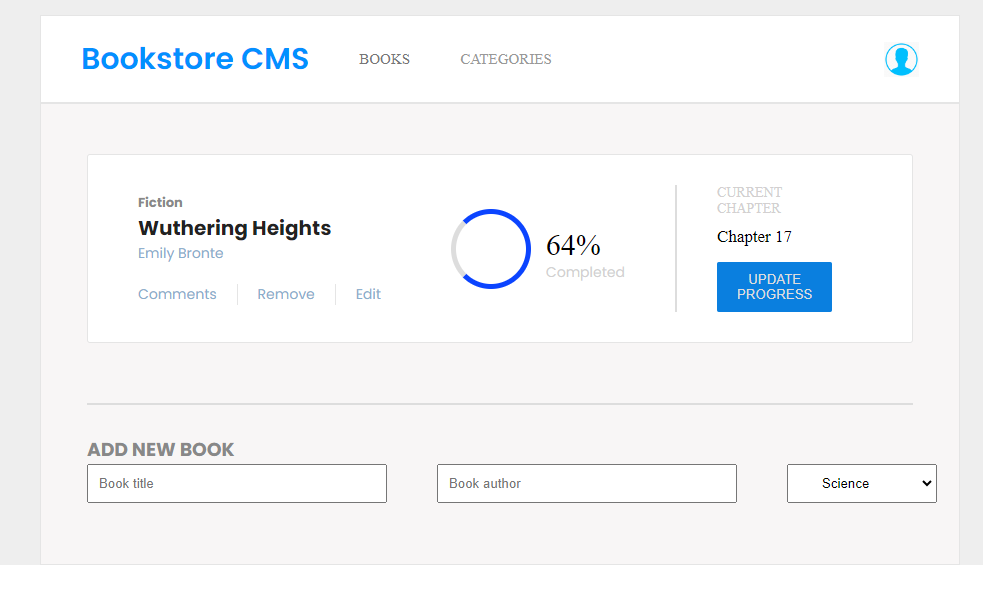 Bookstore CMS BOOKS CATEGORIES
Fiction
Wuthering Heights
Emily Bronte
Comments Remove Edit
64%
Completed
CURRENT
CHAPTER
Chapter 17
UPDATE
PROGRESS
ADD NEW BOOK
Book title Book author Science